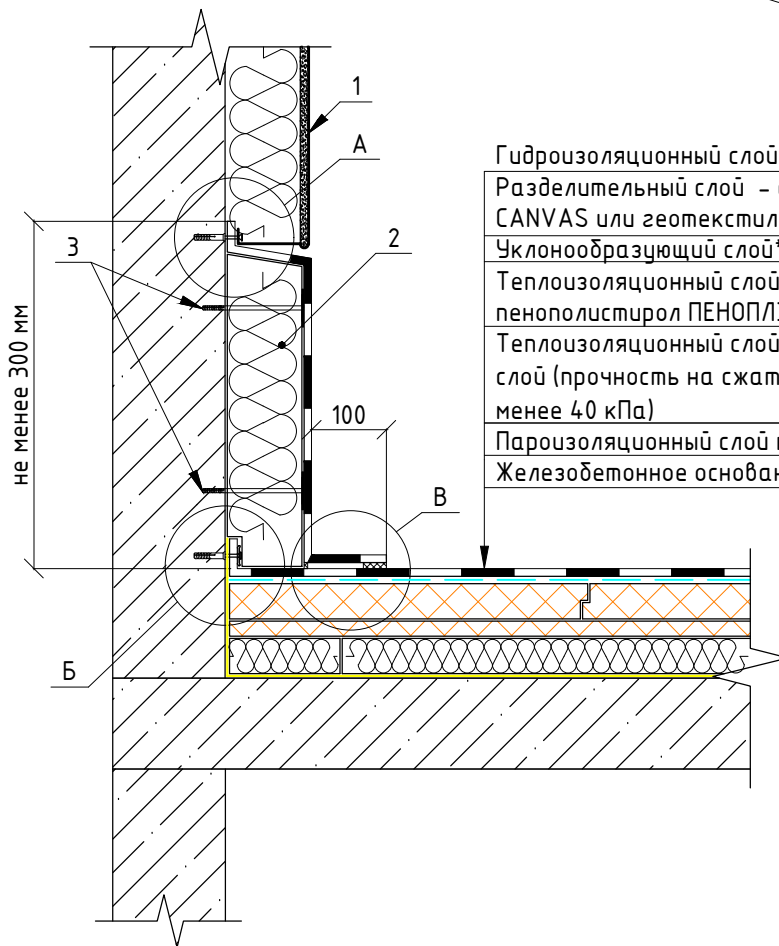 1
А
Гидроизоляционный слой
Разделительный слой -
CANVAS или геотекстил
2
Уклонообразующий слой*
3
Теплоизоляционный слой
пенополистирол ПЕНОПЛЭ
Теплоизоляционный слой
слой (прочность на сжат
менее 40 кПа)
не менее 300 мм
100
Пароизоляционный слой
Железобетонное основан
В
Б